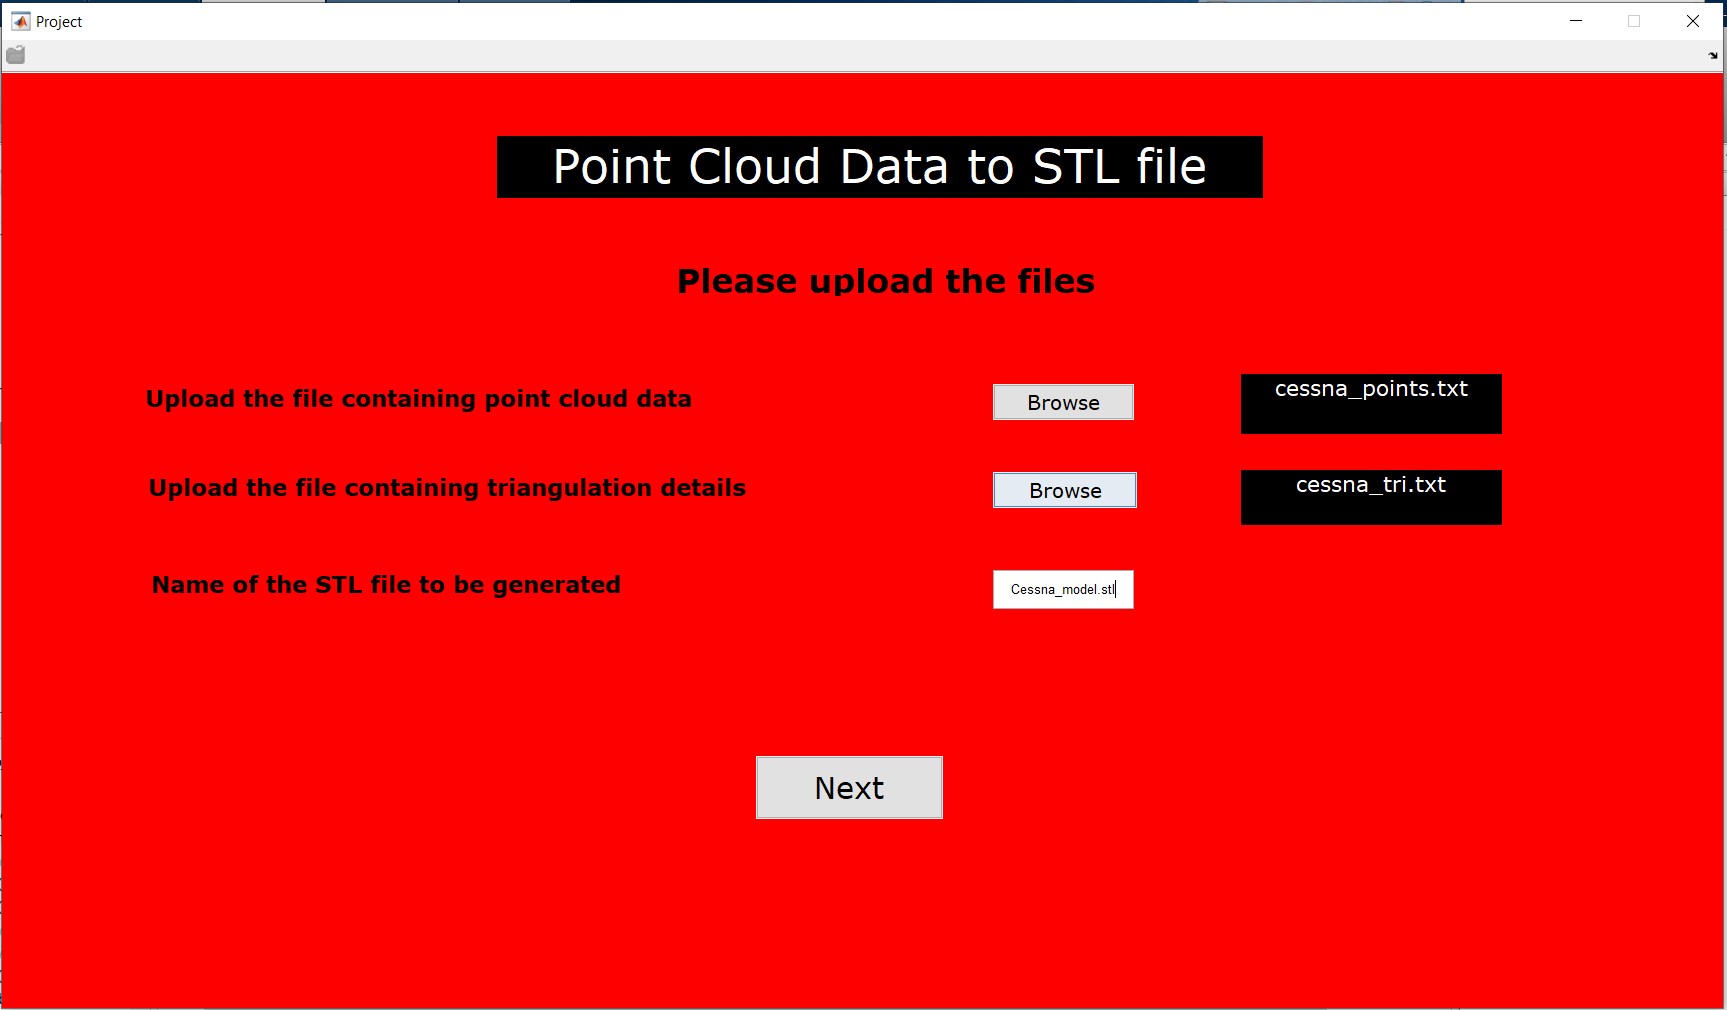 Project
Point Cloud Data to STL file
Please upload the files
Upload the file containing point cloud data
Browse
cessna_points.txt
Upload the file containing triangulation details
Browse
cessna_tri.txt
Name of the STL file to be generated
Cessna_model.stl
Next